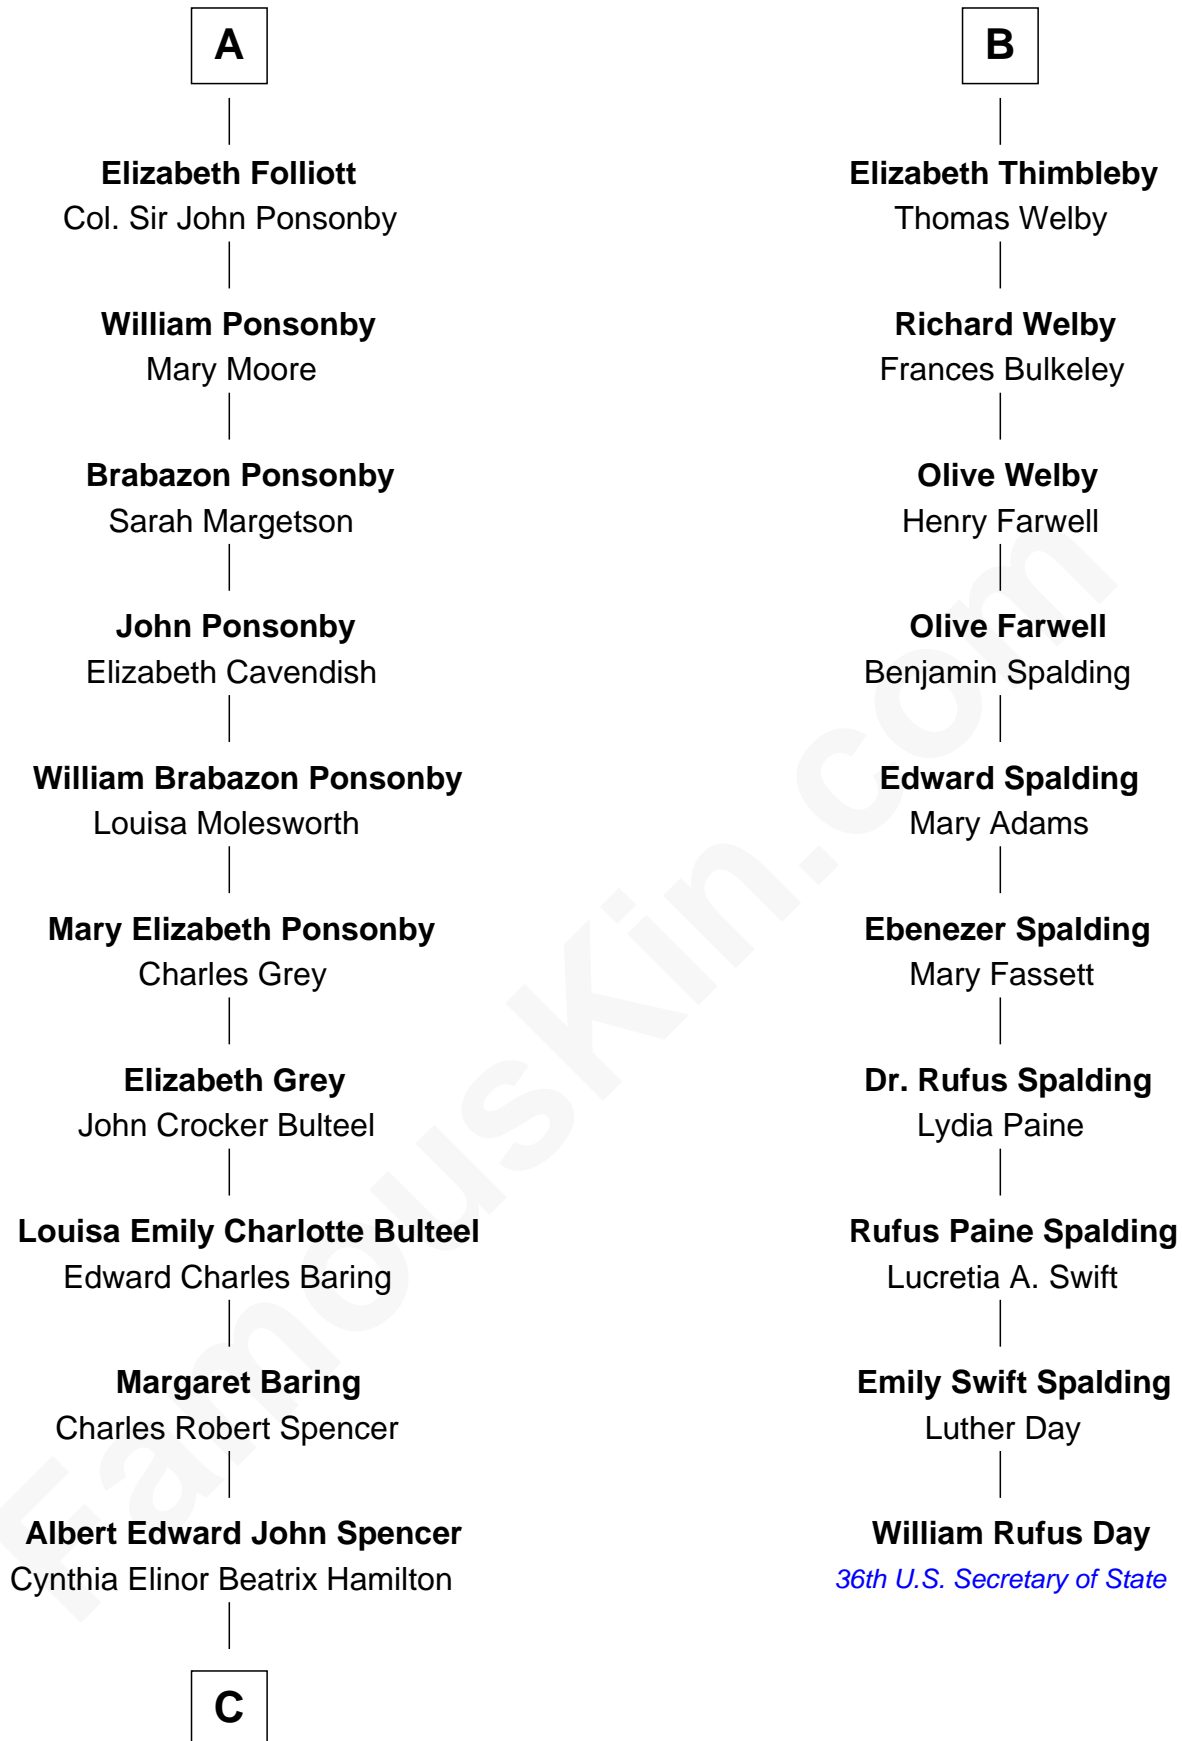 A
Elizabeth Folliott
Col. Sir John Ponsonby
William Ponsonby
Mary Moore
Brabazon Ponsonby
Sarah Margetson
John Ponsonby
Elizabeth Cavendish
William Brabazon Ponsonby
Louisa Molesworth
Mary Elizabeth Ponsonby
Charles Grey
Elizabeth Grey
John Crocker Bulteel
Louisa Emily Charlotte Bulteel
Edward Charles Baring
Margaret Baring
Charles Robert Spencer
Albert Edward John Spencer
Cynthia Elinor Beatrix Hamilton
C
B
Elizabeth Thimbleby
Thomas Welby
Richard Welby
Frances Bulkeley
Olive Welby
Henry Farwell
Olive Farwell
Benjamin Spalding
Edward Spalding
Mary Adams
Ebenezer Spalding
Mary Fassett
Dr. Rufus Spalding
Lydia Paine
Rufus Paine Spalding
Lucretia A. Swift
Emily Swift Spalding
Luther Day
William Rufus Day
36th U.S. Secretary of State
FamousKin.com